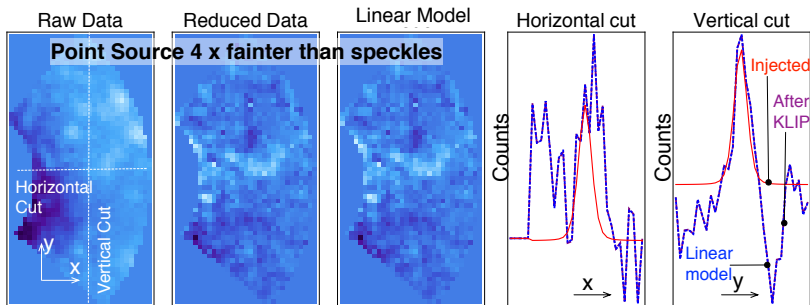 Raw Data
Reduced Data
Linear Model
Horizontal cut
Vertical cut
Point Source 4 x fainter than speckles
Horizontal
Cut
Vertical Cut
y
x
Counts
x
Counts
Injected
After
KLIP
Linear
model
y